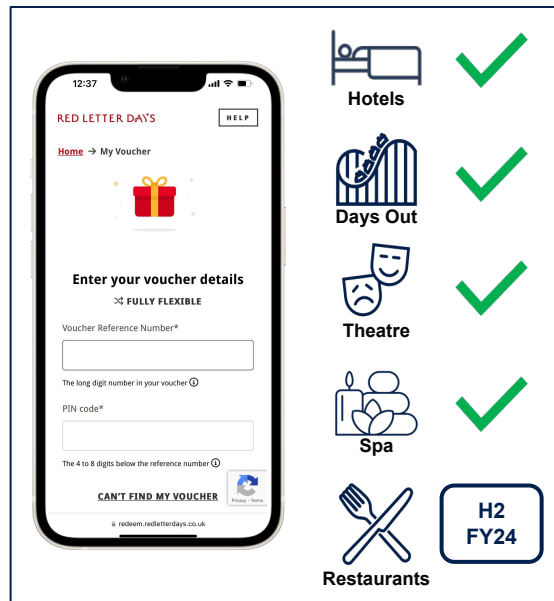 12:37
RED LETTER DAYS
HELP
Home → My Voucher
Enter your voucher details
FULLY FLEXIBLE
Voucher Reference Number*
The long digit number in your voucher
PIN code*
The 4 to 8 digits below the reference number
CAN'T FIND MY VOUCHER
Privacy - Terms
redeem.redletterdays.co.uk
Hotels
Days Out
Theatre
Spa
Restaurants
H2
FY24